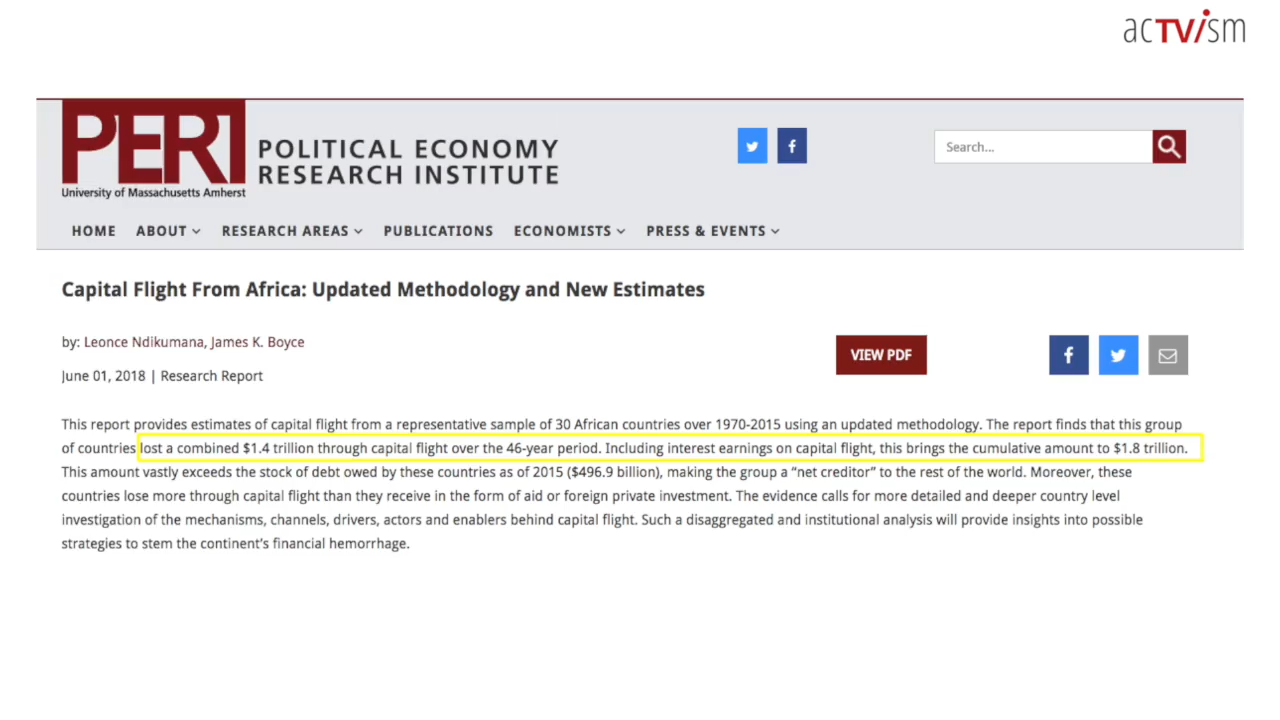 acTVism
PERI
University of Massachusetts Amherst
POLITICAL ECONOMY
RESEARCH INSTITUTE
Search...
HOME ABOUT RESEARCH AREAS PUBLICATIONS ECONOMISTS PRESS & EVENTS
Capital Flight From Africa: Updated Methodology and New Estimates
by: Leonce Ndikumana, James K. Boyce
VIEW PDF
June 01, 2018 | Research Report
This report provides estimates of capital flight from a representative sample of 30 African countries over 1970-2015 using an updated methodology. The report finds that this group
of countries lost a combined $1.4 trillion through capital flight over the 46-year period. Including interest earnings on capital flight, this brings the cumulative amount to $1.8 trillion.
This amount vastly exceeds the stock of debt owed by these countries as of 2015 ($496.9 billion), making the group a “net creditor” to the rest of the world. Moreover, these
countries lose more through capital flight than they receive in the form of aid or foreign private investment. The evidence calls for more detailed and deeper country level
investigation of the mechanisms, channels, drivers, actors and enablers behind capital flight. Such a disaggregated and institutional analysis will provide insights into possible
strategies to stem the continent's financial hemorrhage.